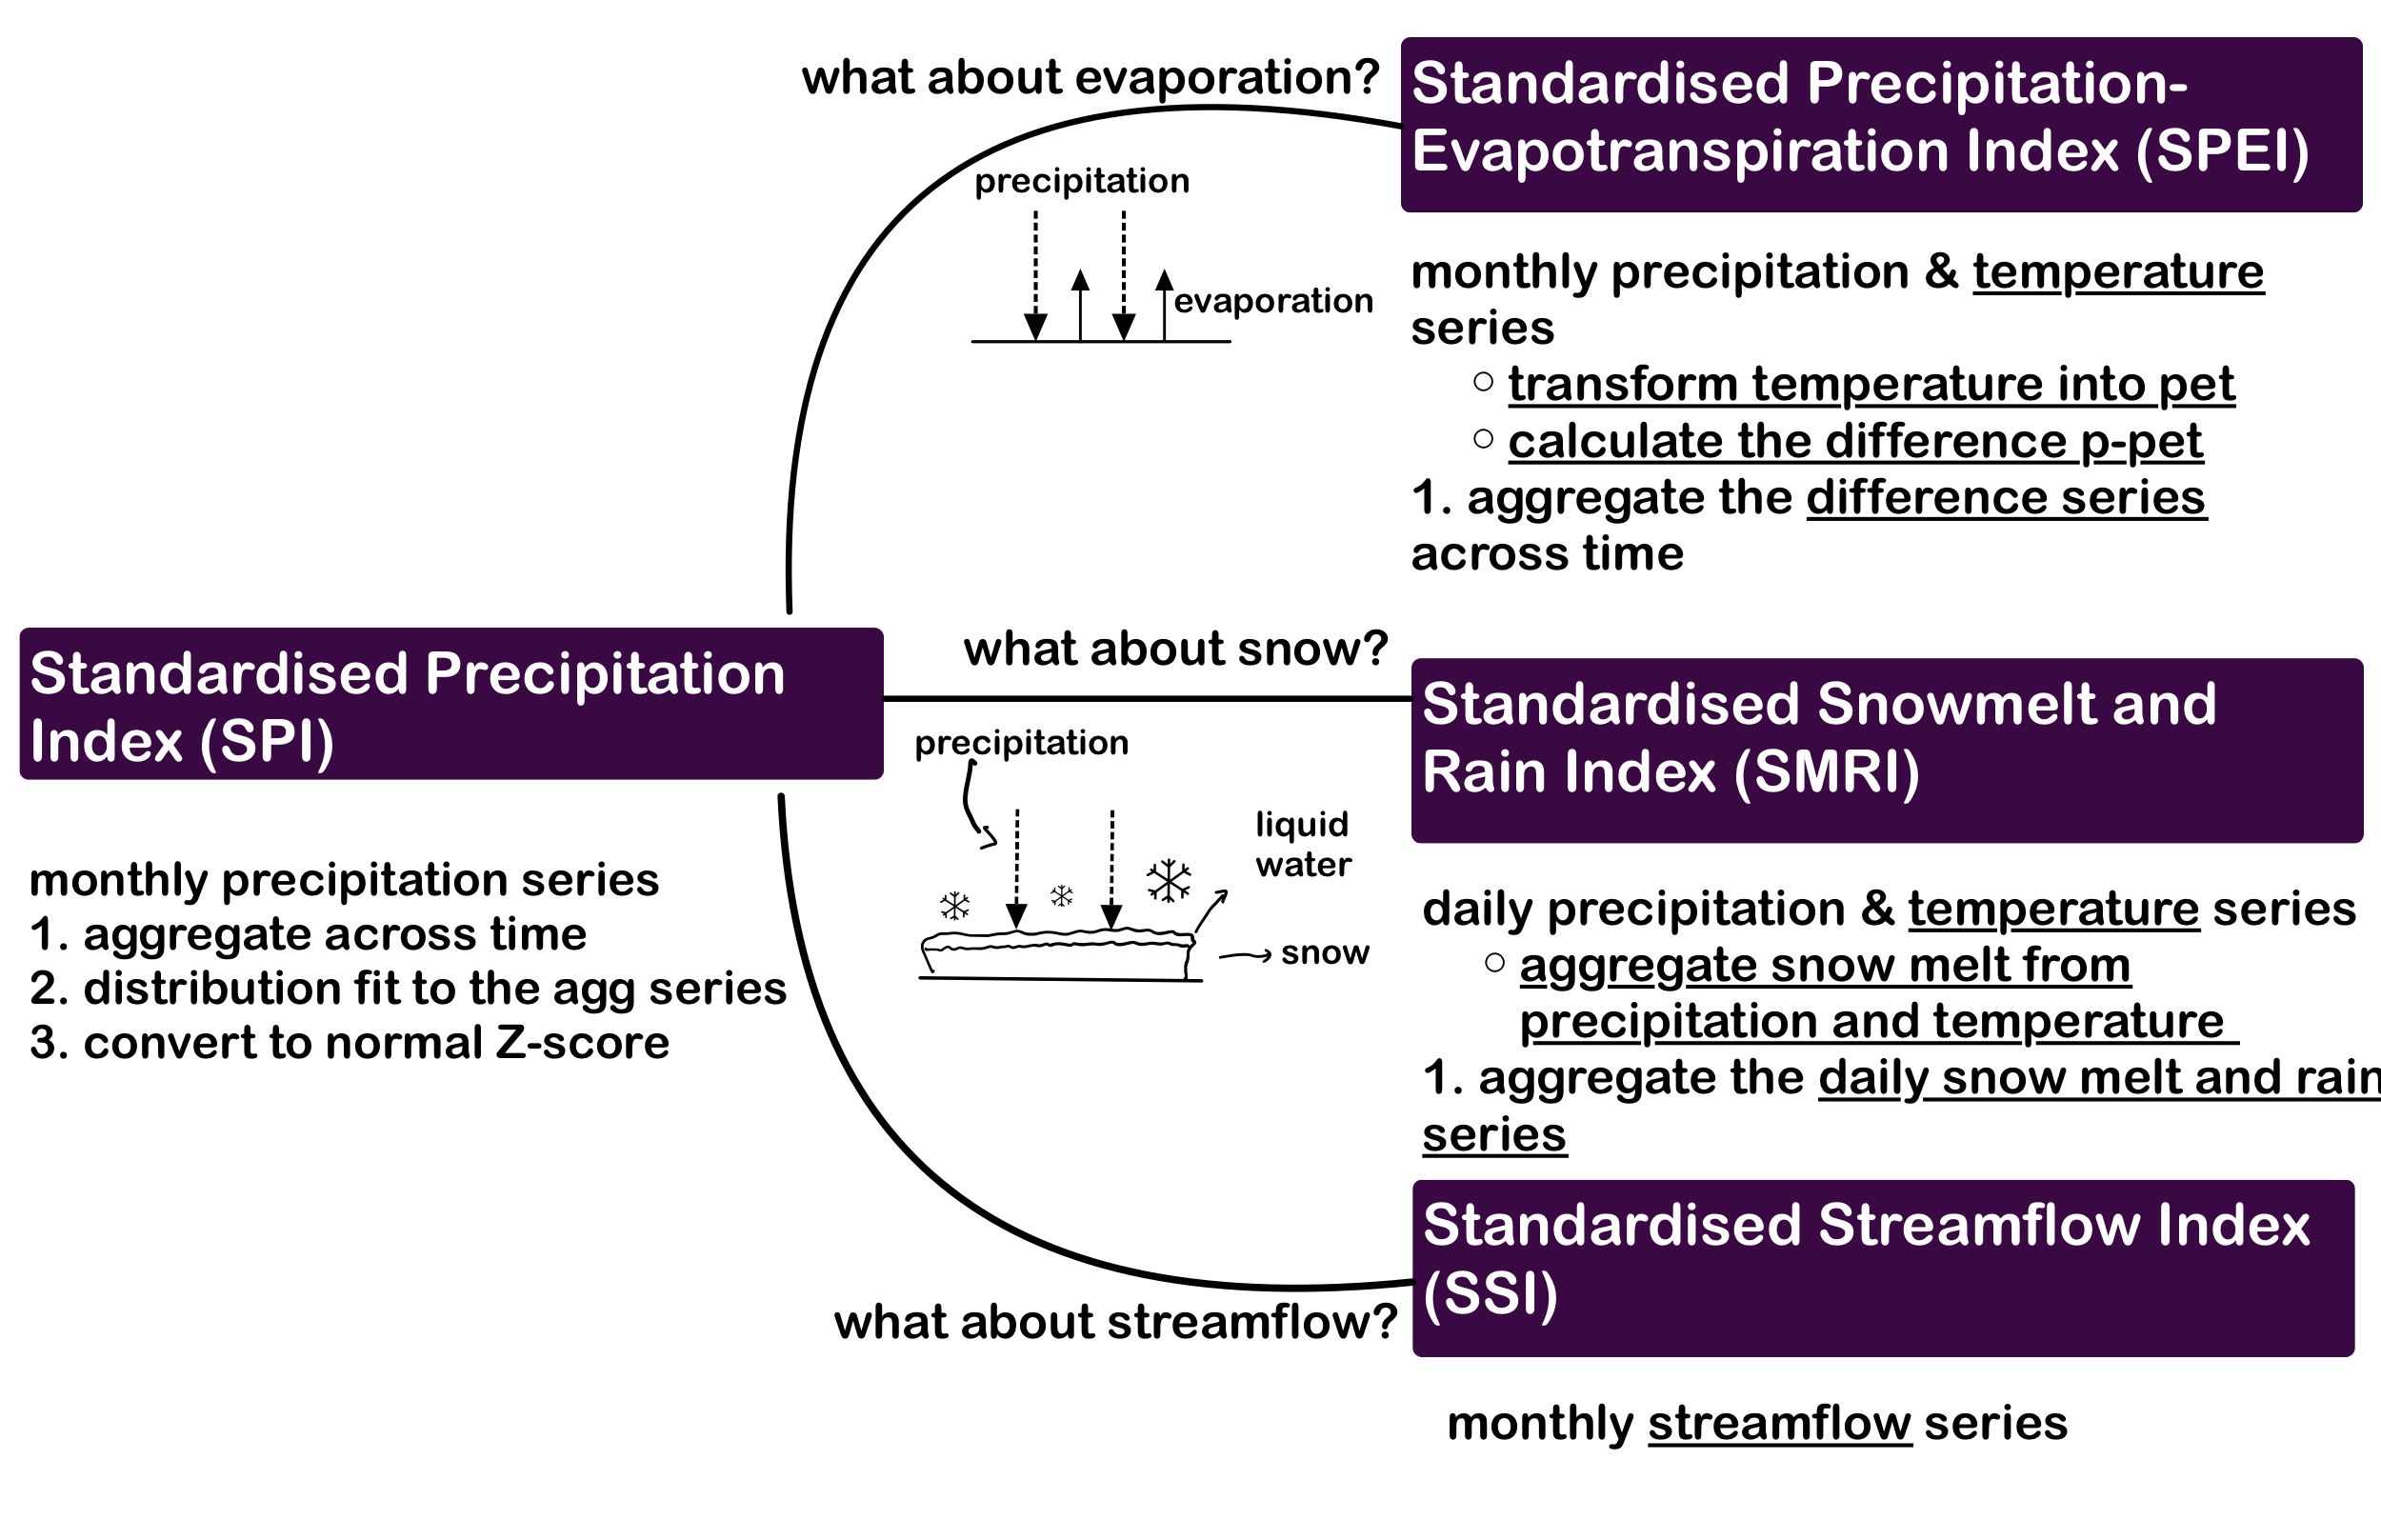 what about evaporation?
Standardised Precipitation-
Evapotranspiration Index (SPEI)
precipitation
evaporation
monthly precipitation & temperature
series
○ transform temperature into pet
○ calculate the difference p-pet
1. aggregate the difference series
across time
Standardised Precipitation
Index (SPI)
monthly precipitation series
1. aggregate across time
2. distribution fit to the agg series
3. convert to normal Z-score
what about snow?
Standardised Snowmelt and
Rain Index (SMRI)
precipitation
liquid
water
snow
daily precipitation & temperature series
○ aggregate snow melt from
precipitation and temperature
1. aggregate the daily snow melt and rain
series
what about streamflow?
Standardised Streamflow Index
(SSI)
monthly streamflow series